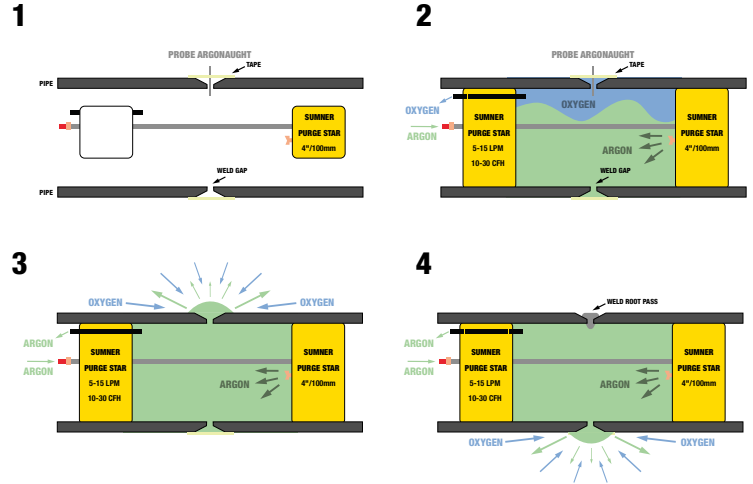 1
PROBE ARGONAUGHT
TAPE
PIPE
SUMNER
PURGE STAR
4"/100mm
WELD GAP
PIPE
2
PROBE ARGONAUGHT
TAPE
OXYGEN
OXYGEN
ARGON
SUMNER
PURGE STAR
5-15 LPM
10-30 CFH
ARGON
SUMNER
PURGE STAR
4"/100mm
WELD GAP
3
OXYGEN
OXYGEN
ARGON
ARGON
SUMNER
PURGE STAR
5-15 LPM
10-30 CFH
ARGON
SUMNER
PURGE STAR
4"/100mm
4
WELD ROOT PASS
ARGON
ARGON
SUMNER
PURGE STAR
5-15 LPM
10-30 CFH
ARGON
SUMNER
PURGE STAR
4"/100mm
OXYGEN
OXYGEN